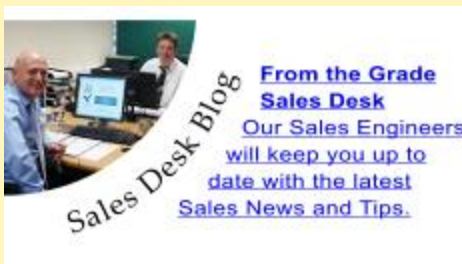 Sales Desk Blog
From the Grade
Sales Desk
Our Sales Engineers
will keep you up to
date with the latest
Sales News and Tips.